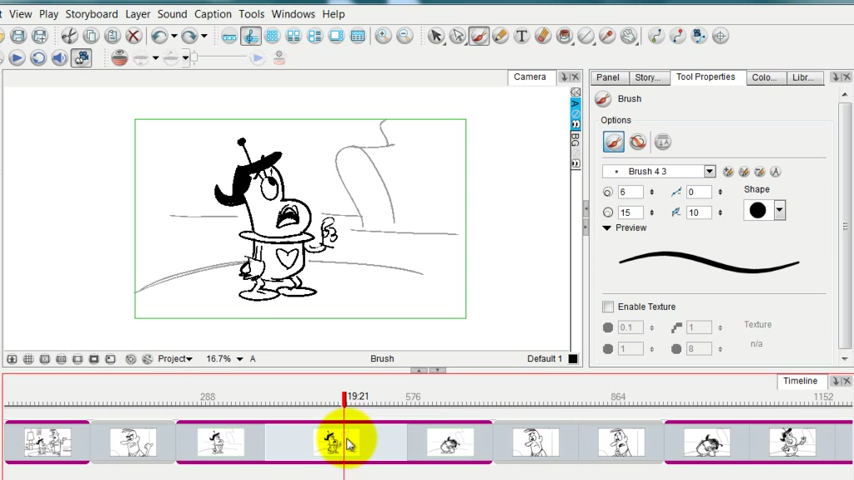 View Play Storyboard Layer Sound Caption Tools Windows Help
T
Camera
Panel Story... Tool Properties Colo... Libr...
Brush
Options
Brush 4 3
A
6 0 Shape
15 10
Preview
Enable Texture
0.1 1 Texture
1 8 n/a
A
BG
Project 16.7% A Brush Default 1
Timeline
288 19:21 576 864 1152